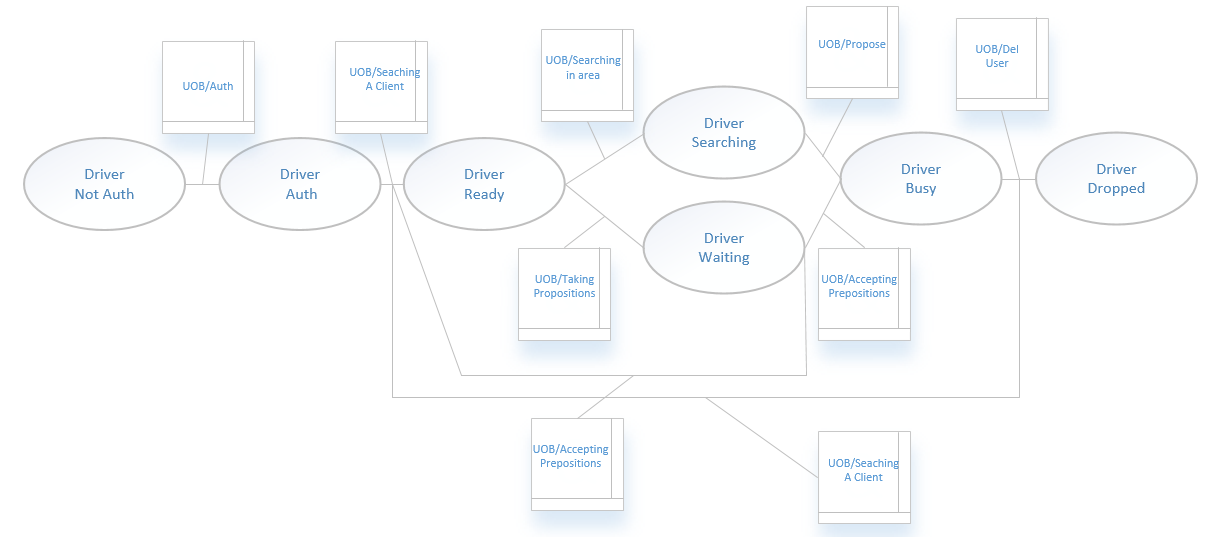 UOB/Auth
UOB/Seaching
A Client
UOB/Searching
in area
UOB/Propose
UOB/Del
User
Driver
Not Auth
Driver
Auth
Driver
Ready
Driver
Searching
Driver
Waiting
Driver
Busy
Driver
Dropped
UOB/Taking
Propositions
UOB/Accepting
Prepositions
UOB/Accepting
Prepositions
UOB/Seaching
A Client